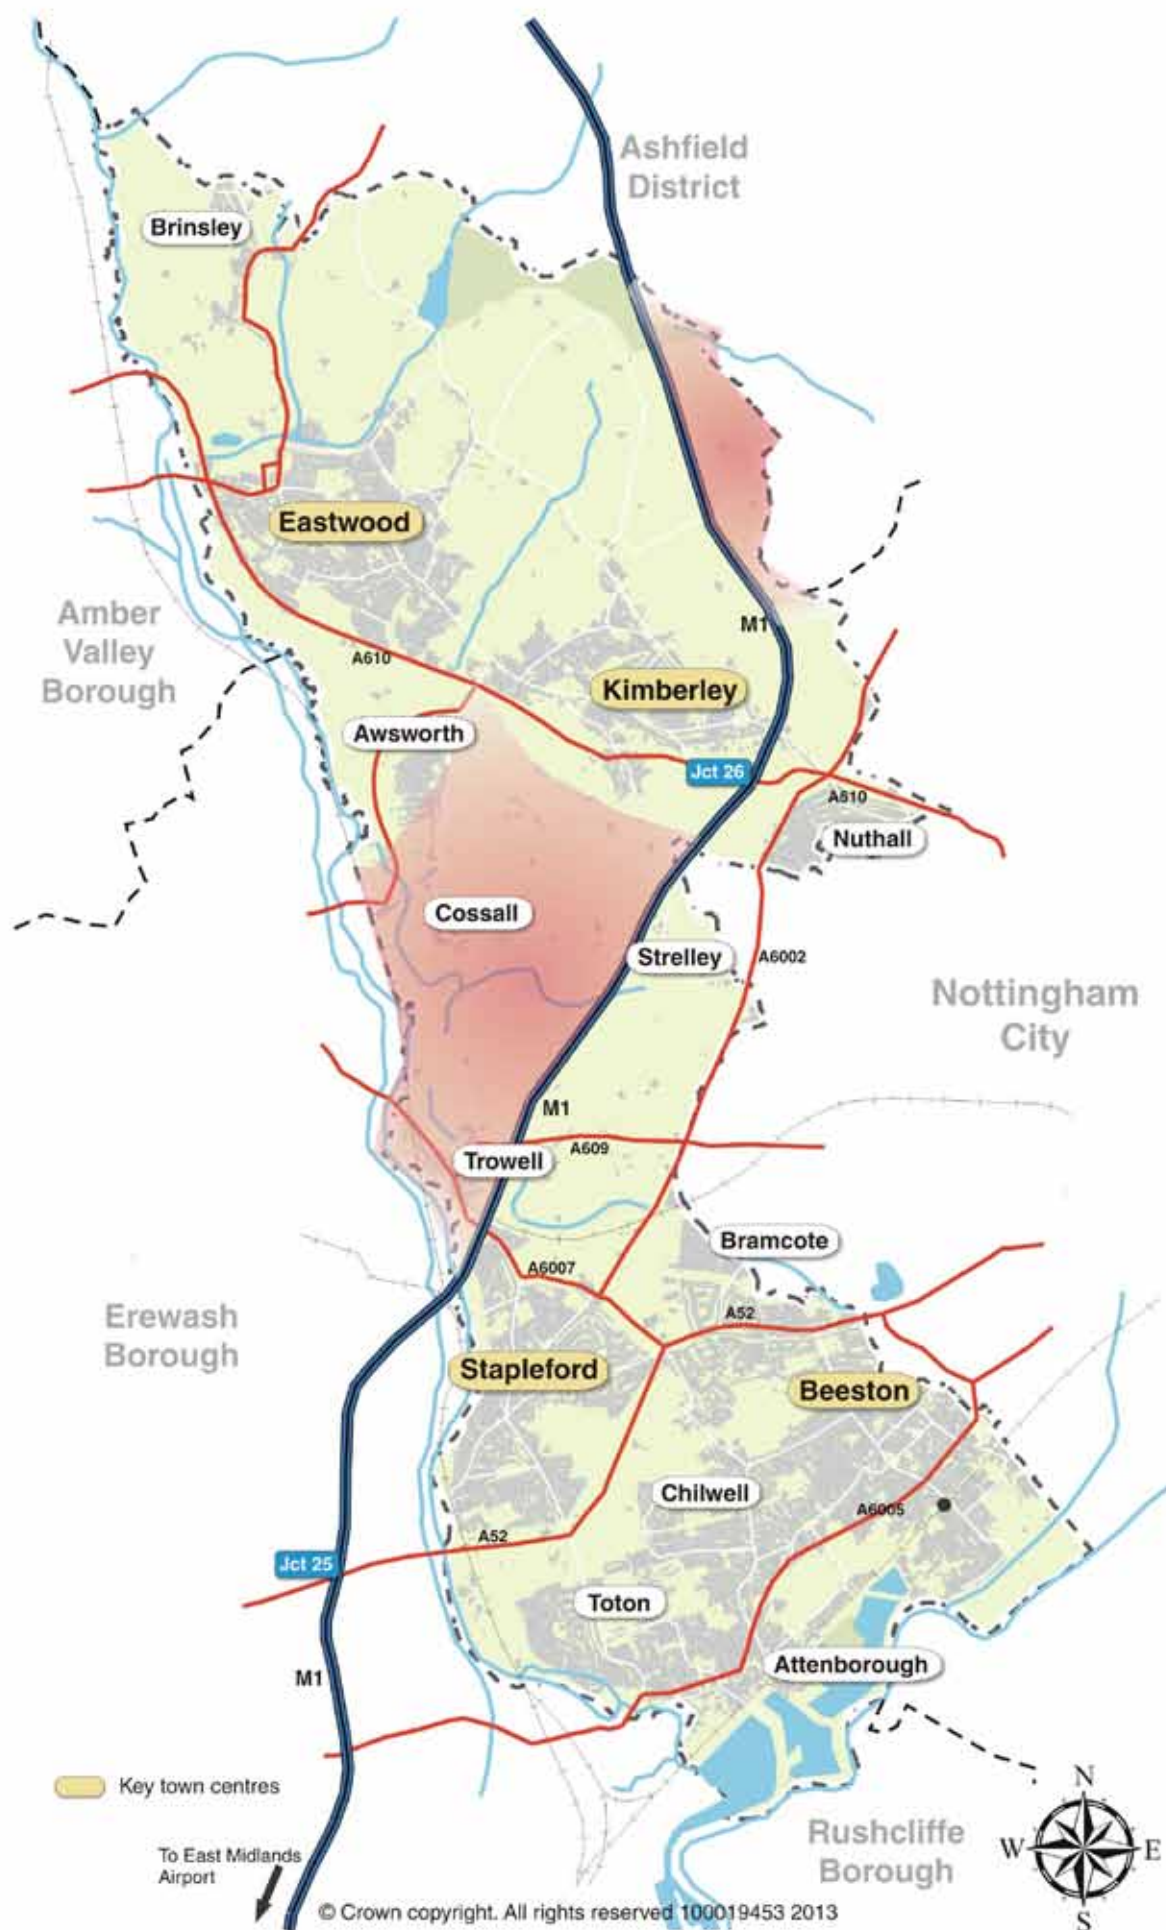 Ashfield
District
Brinsley
Eastwood
Amber
Valley
Borough
M1
A610
Kimberley
Awsworth
Jct 26
A610
Nuthall
Cossall
Strelley
A6002
Nottingham
City
M1
A609
Trowell
Bramcote
A6007
Erewash
Borough
A52
Stapleford
Beeston
Chilwell
A6005
A52
Jct 25
Toton
Attenborough
M1
Key town centres
N
W
E
S
Rushcliffe
Borough
To East Midlands
Airport
© Crown copyright. All rights reserved 100019453 2013